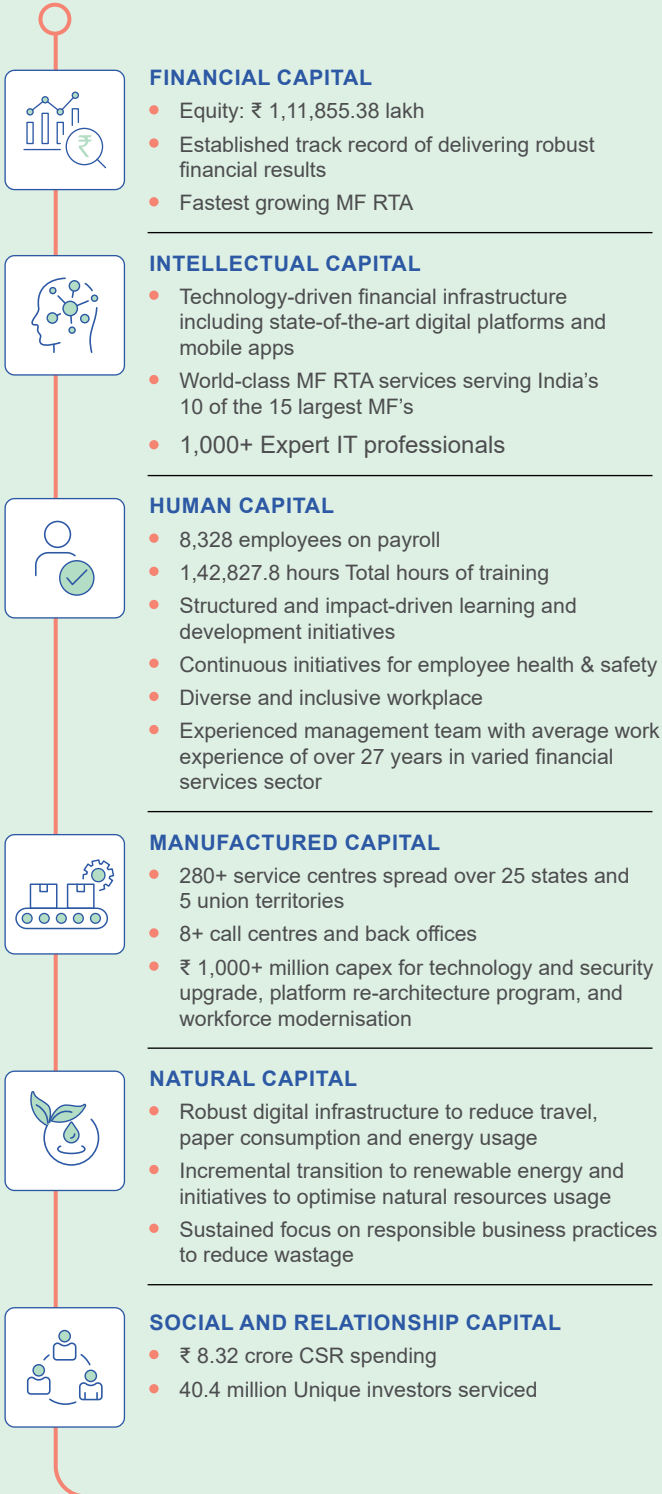 FINANCIAL CAPITAL
• Equity: ₹ 1,11,855.38 lakh
• Established track record of delivering robust
financial results
• Fastest growing MF RTA
INTELLECTUAL CAPITAL
• Technology-driven financial infrastructure
including state-of-the-art digital platforms and
mobile apps
• World-class MF RTA services serving India's
10 of the 15 largest MF's
• 1,000+ Expert IT professionals
HUMAN CAPITAL
• 8,328 employees on payroll
• 1,42,827.8 hours Total hours of training
• Structured and impact-driven learning and
development initiatives
• Continuous initiatives for employee health & safety
• Diverse and inclusive workplace
• Experienced management team with average work
experience of over 27 years in varied financial
services sector
MANUFACTURED CAPITAL
• 280+ service centres spread over 25 states and
5 union territories
• 8+ call centres and back offices
• ₹ 1,000+ million capex for technology and security
upgrade, platform re-architecture program, and
workforce modernisation
NATURAL CAPITAL
• Robust digital infrastructure to reduce travel,
paper consumption and energy usage
• Incremental transition to renewable energy and
initiatives to optimise natural resources usage
• Sustained focus on responsible business practices
to reduce wastage
SOCIAL AND RELATIONSHIP CAPITAL
• ₹ 8.32 crore CSR spending
• 40.4 million Unique investors serviced